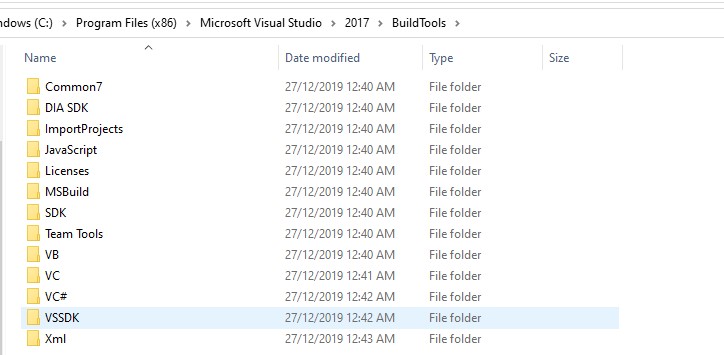 ndows (C:) > Program Files (x86) > Microsoft Visual Studio > 2017 > BuildTools >
Name Date modified Type Size
Common7 27/12/2019 12:40 AM File folder
DIA SDK 27/12/2019 12:40 AM File folder
ImportProjects 27/12/2019 12:40 AM File folder
JavaScript 27/12/2019 12:40 AM File folder
Licenses 27/12/2019 12:40 AM File folder
MSBuild 27/12/2019 12:40 AM File folder
SDK 27/12/2019 12:40 AM File folder
Team Tools 27/12/2019 12:40 AM File folder
VB 27/12/2019 12:40 AM File folder
VC 27/12/2019 12:41 AM File folder
VC# 27/12/2019 12:42 AM File folder
VSSDK 27/12/2019 12:42 AM File folder
Xml 27/12/2019 12:43 AM File folder